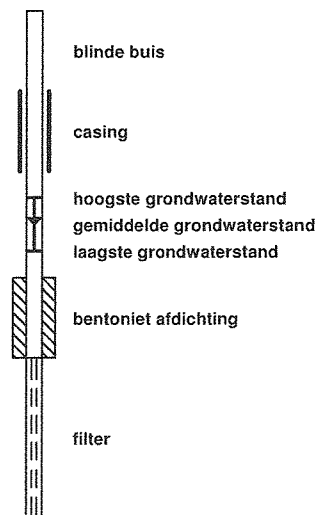 blinde buis
casing
hoogste grondwaterstand
gemiddelde grondwaterstand
laagste grondwaterstand
bentoniet afdichting
filter